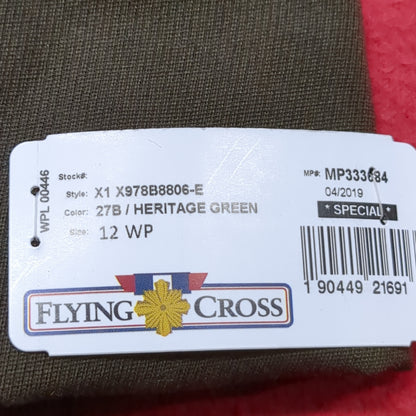 WPL 00446
Stock#:
Style: X1 X978B8806-E
Color: 27B / HERITAGE GREEN
Size: 12 WP
MP#: MP333684
04/2019
* SPECIAL *
1 90449 21691
FLYING CROSS